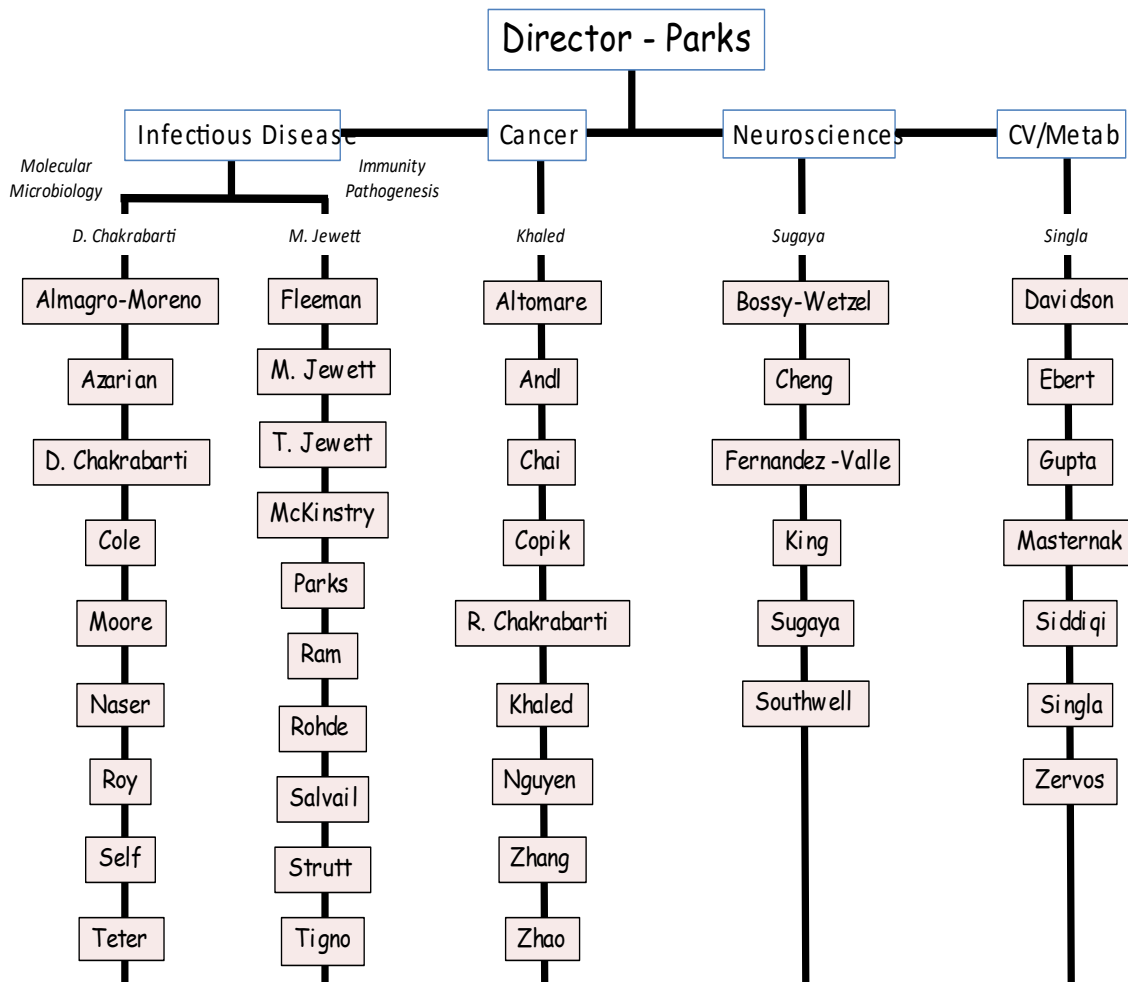 Director - Parks
Infectious Disease
Cancer
Neurosciences
CV/Metab
Molecular
Microbiology
Immunity
Pathogenesis
D. Chakrabarti
M. Jewett
Khaled
Sugaya
Singla
Almagro-Moreno
Azarian
D. Chakrabarti
Cole
Moore
Naser
Roy
Self
Teter
Fleeman
M. Jewett
T. Jewett
McKinstry
Parks
Ram
Rohde
Salvail
Strutt
Tigno
Altomare
Andl
Chai
Copik
R. Chakrabarti
Khaled
Nguyen
Zhang
Zhao
Bossy-Wetzel
Cheng
Fernandez-Valle
King
Sugaya
Southwell
Davidson
Ebert
Gupta
Masternak
Siddiqi
Singla
Zervos